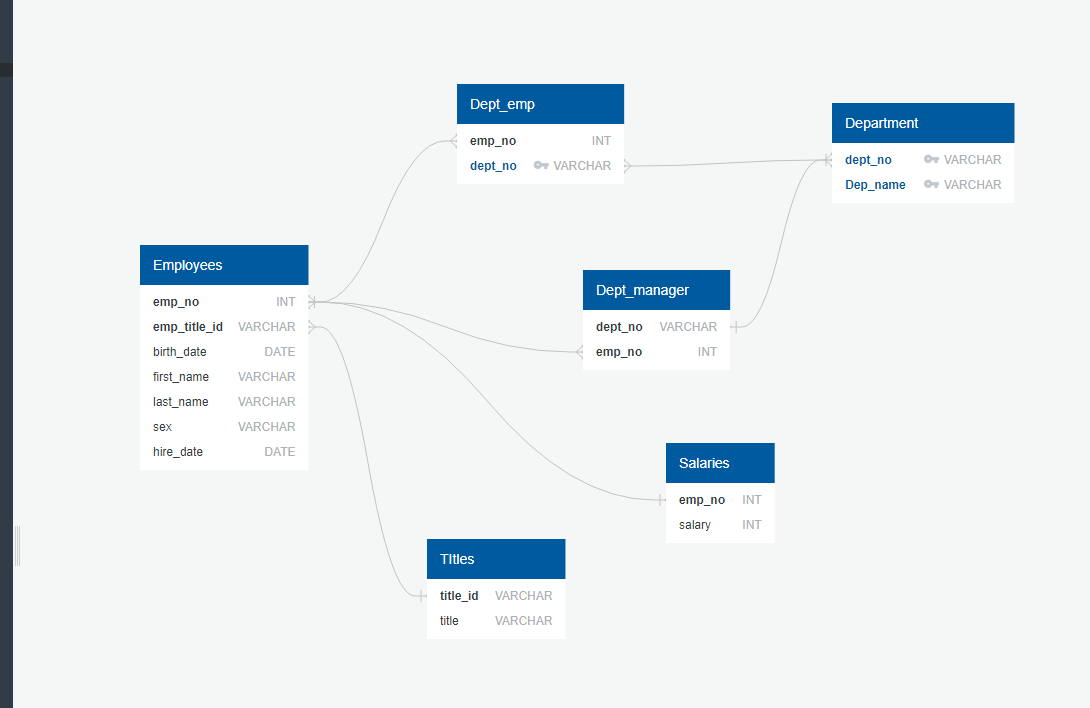 Dept_emp
emp_no INT
dept_no VARCHAR
Department
dept_no VARCHAR
Dep_name VARCHAR
Employees
emp_no INT
emp_title_id VARCHAR
birth_date DATE
first_name VARCHAR
last_name VARCHAR
sex VARCHAR
hire_date DATE
Dept_manager
dept_no VARCHAR
emp_no INT
Salaries
emp_no INT
salary INT
TItles
title_id VARCHAR
title VARCHAR